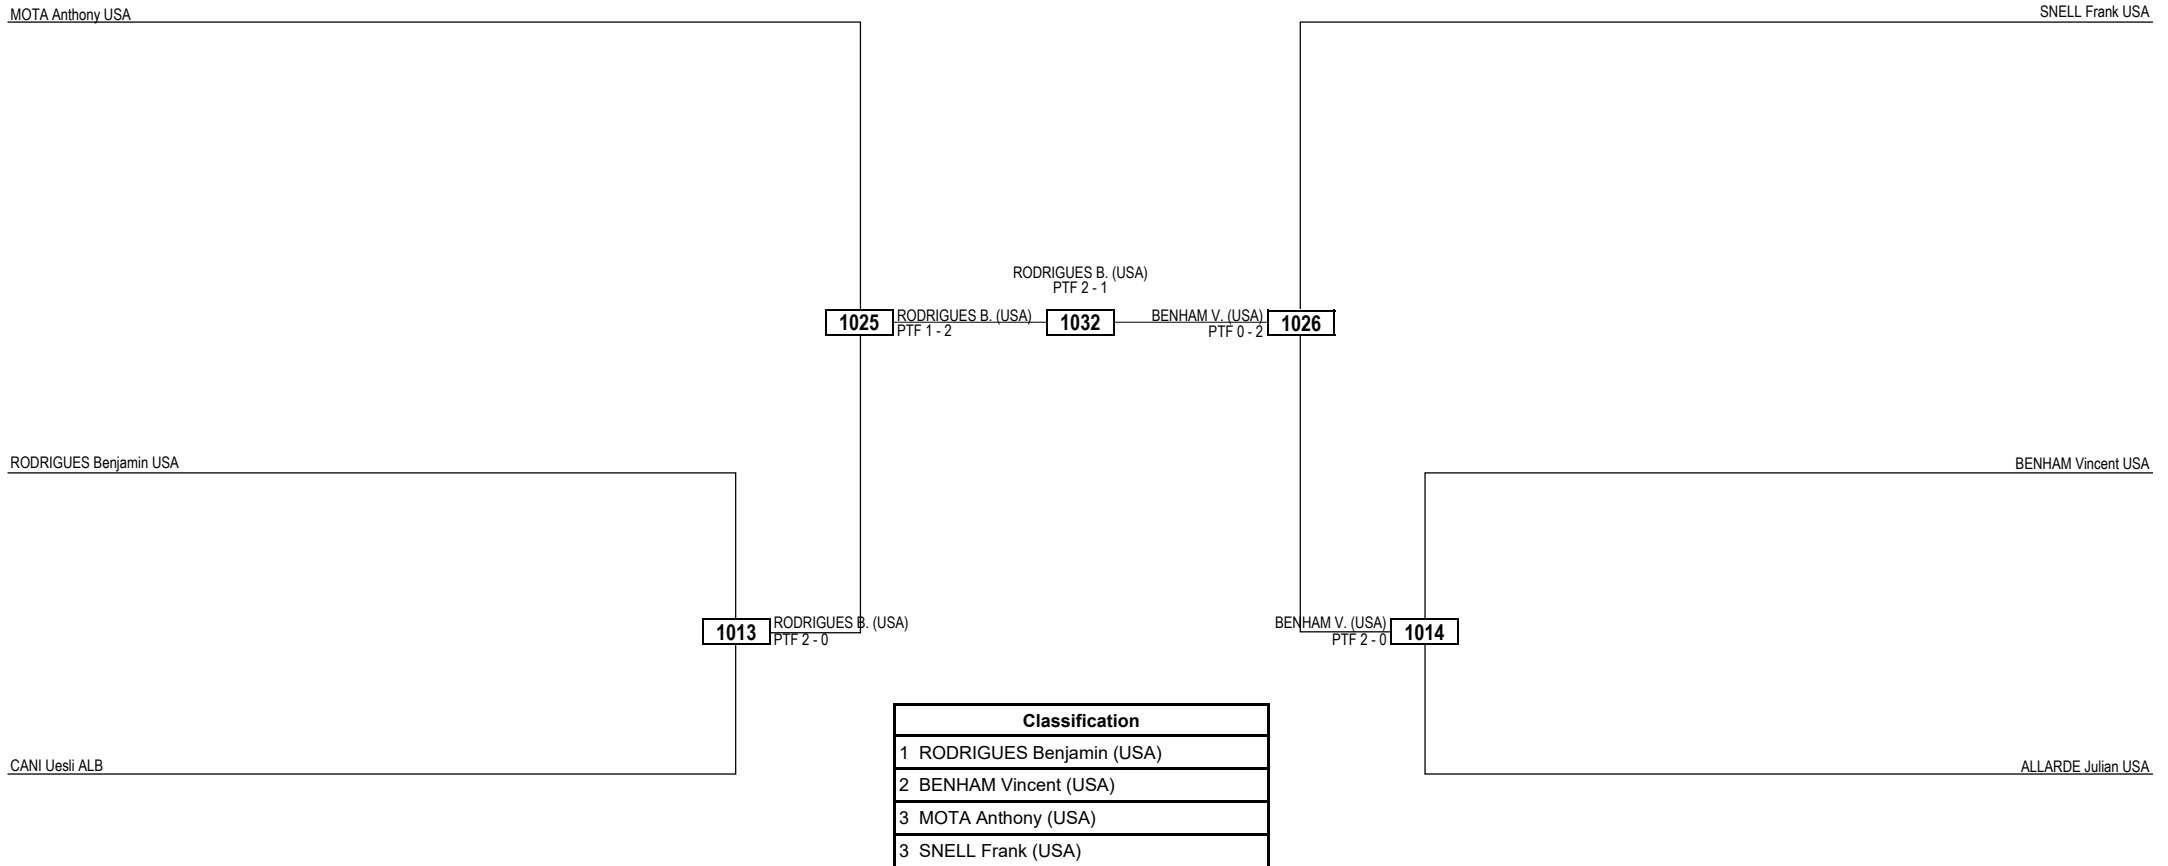 MOTA Anthony USA
SNELL Frank USA
RODRIGUES B. (USA)
PTF 2 - 1
1025
RODRIGUES B. (USA)
PTF 1 - 2
1032
BENHAM V. (USA)
PTF 0 - 2
1026
RODRIGUES Benjamin USA
BENHAM Vincent USA
1013
RODRIGUES B. (USA)
PTF 2 - 0
BENHAM V. (USA)
PTF 2 - 0
1014
CANI Uesli ALB
ALLARDE Julian USA
Classification
1 RODRIGUES Benjamin (USA)
2 BENHAM Vincent (USA)
3 MOTA Anthony (USA)
3 SNELL Frank (USA)